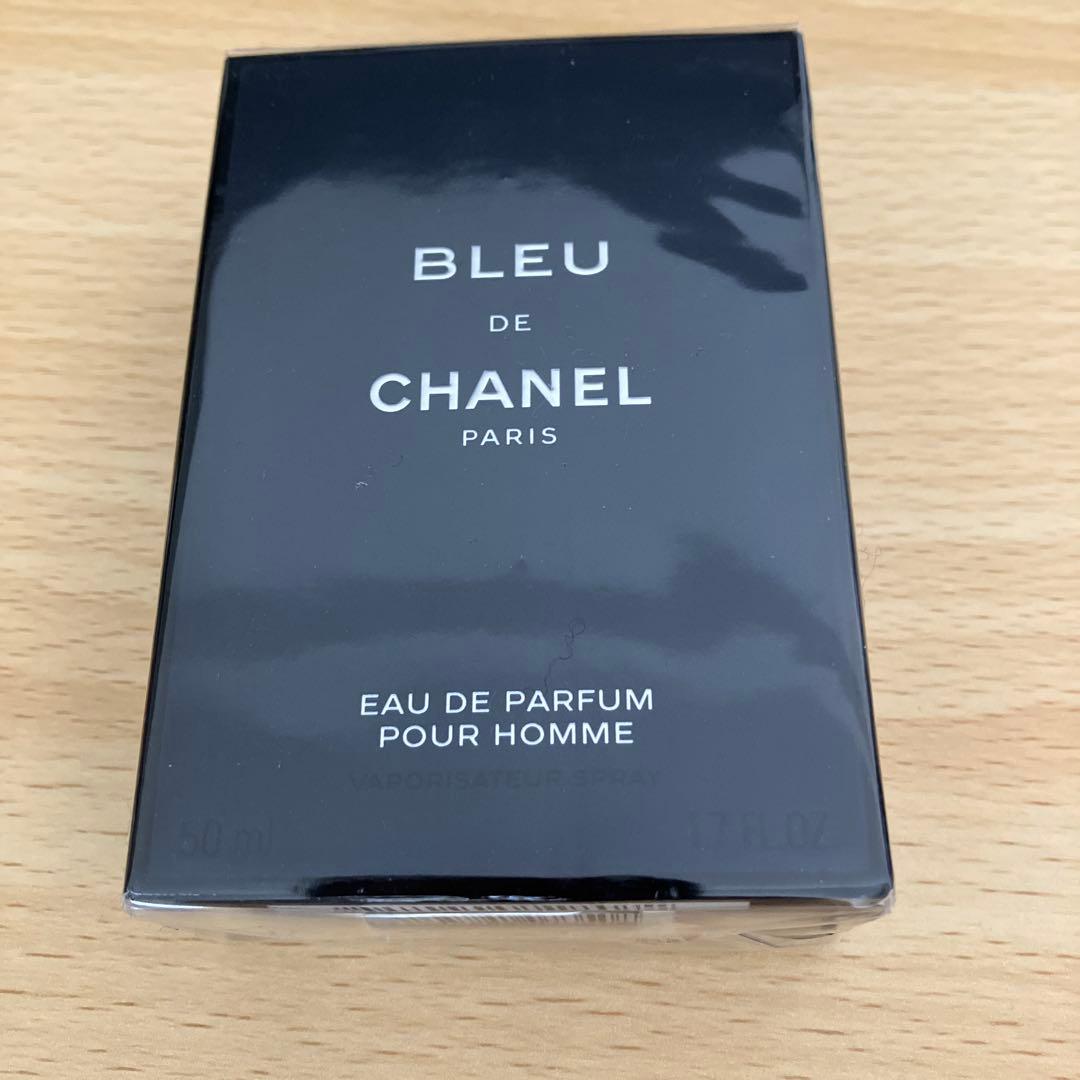 BLEU
DE
CHANEL
PARIS
EAU DE PARFUM
POUR HOMME
VAPORISATEUR SPRAY
50 ml 1.7 FL.OZ